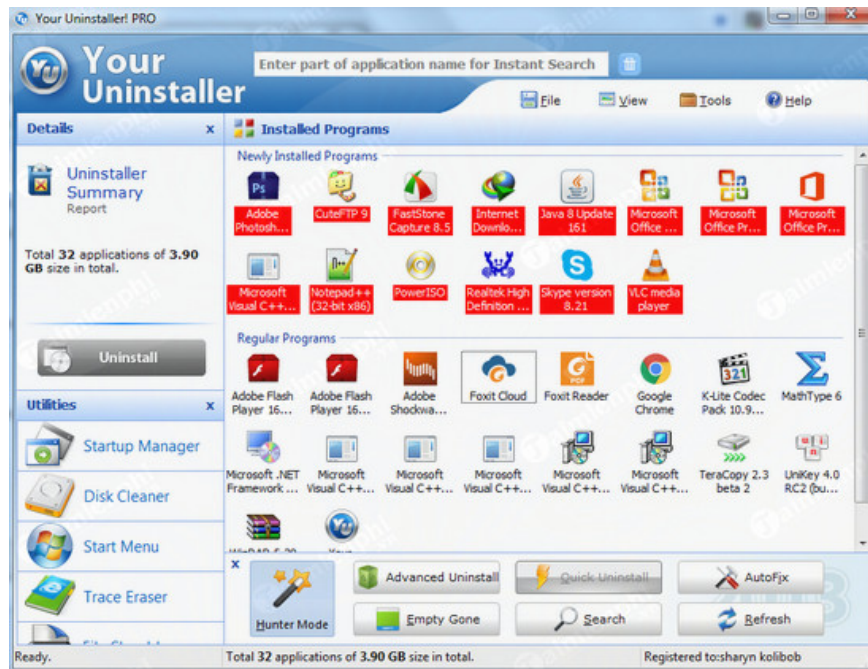 Your Uninstaller! PRO
Your
Uninstaller
Enter part of application name for Instant Search
File View Tools Help
Details x
Installed Programs
Uninstaller
Summary
Report
Total 32 applications of 3.90
GB size in total.
Uninstall
Utilities x
Startup Manager
Disk Cleaner
Start Menu
Trace Eraser
Newly Installed Programs
Adobe
Photosh...
CuteFTP 9
FastStone
Capture 8.5
Internet
Downlo...
Java 8 Update
161
Microsoft
Office ...
Microsoft
Office Pr...
Microsoft
Office Pr...
Microsoft
Visual C++...
Notepad++
(32-bit x86)
PowerISO
Realtek High
Definition ...
Skype version
8.21
VLC media
player
Regular Programs
Adobe Flash
Player 16...
Adobe Flash
Player 16...
Adobe
Shockwa...
Foxit Cloud
Foxit Reader
Google
Chrome
K-Lite Codec
Pack 10.9...
MathType 6
Microsoft .NET
Framework ...
Microsoft
Visual C++...
Microsoft
Visual C++...
Microsoft
Visual C++...
Microsoft
Visual C++...
Microsoft
Visual C++...
TeraCopy 2.3
beta 2
UniKey 4.0
RC2 (bu...
x
Hunter Mode
Advanced Uninstall
Quick Uninstall
AutoFix
Empty Gone
Search
Refresh
Ready.
Total 32 applications of 3.90 GB size in total.
Registered to:sharyn kolibob